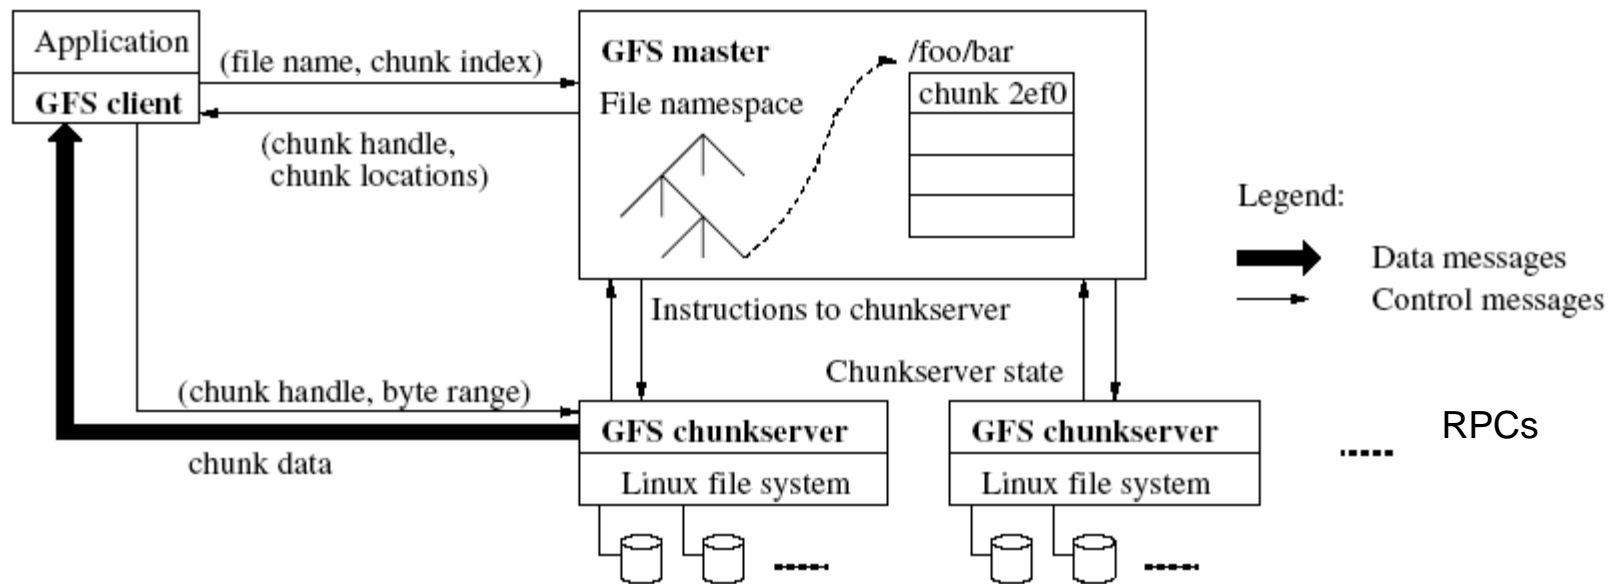 Application
GFS client
(file name, chunk index)
(chunk handle,
chunk locations)
GFS master
File namespace
/foo/bar
chunk 2ef0
Legend:
Data messages
Control messages
Instructions to chunkserver
Chunkserver state
(chunk handle, byte range)
chunk data
GFS chunkserver
Linux file system
GFS chunkserver
Linux file system
RPCs